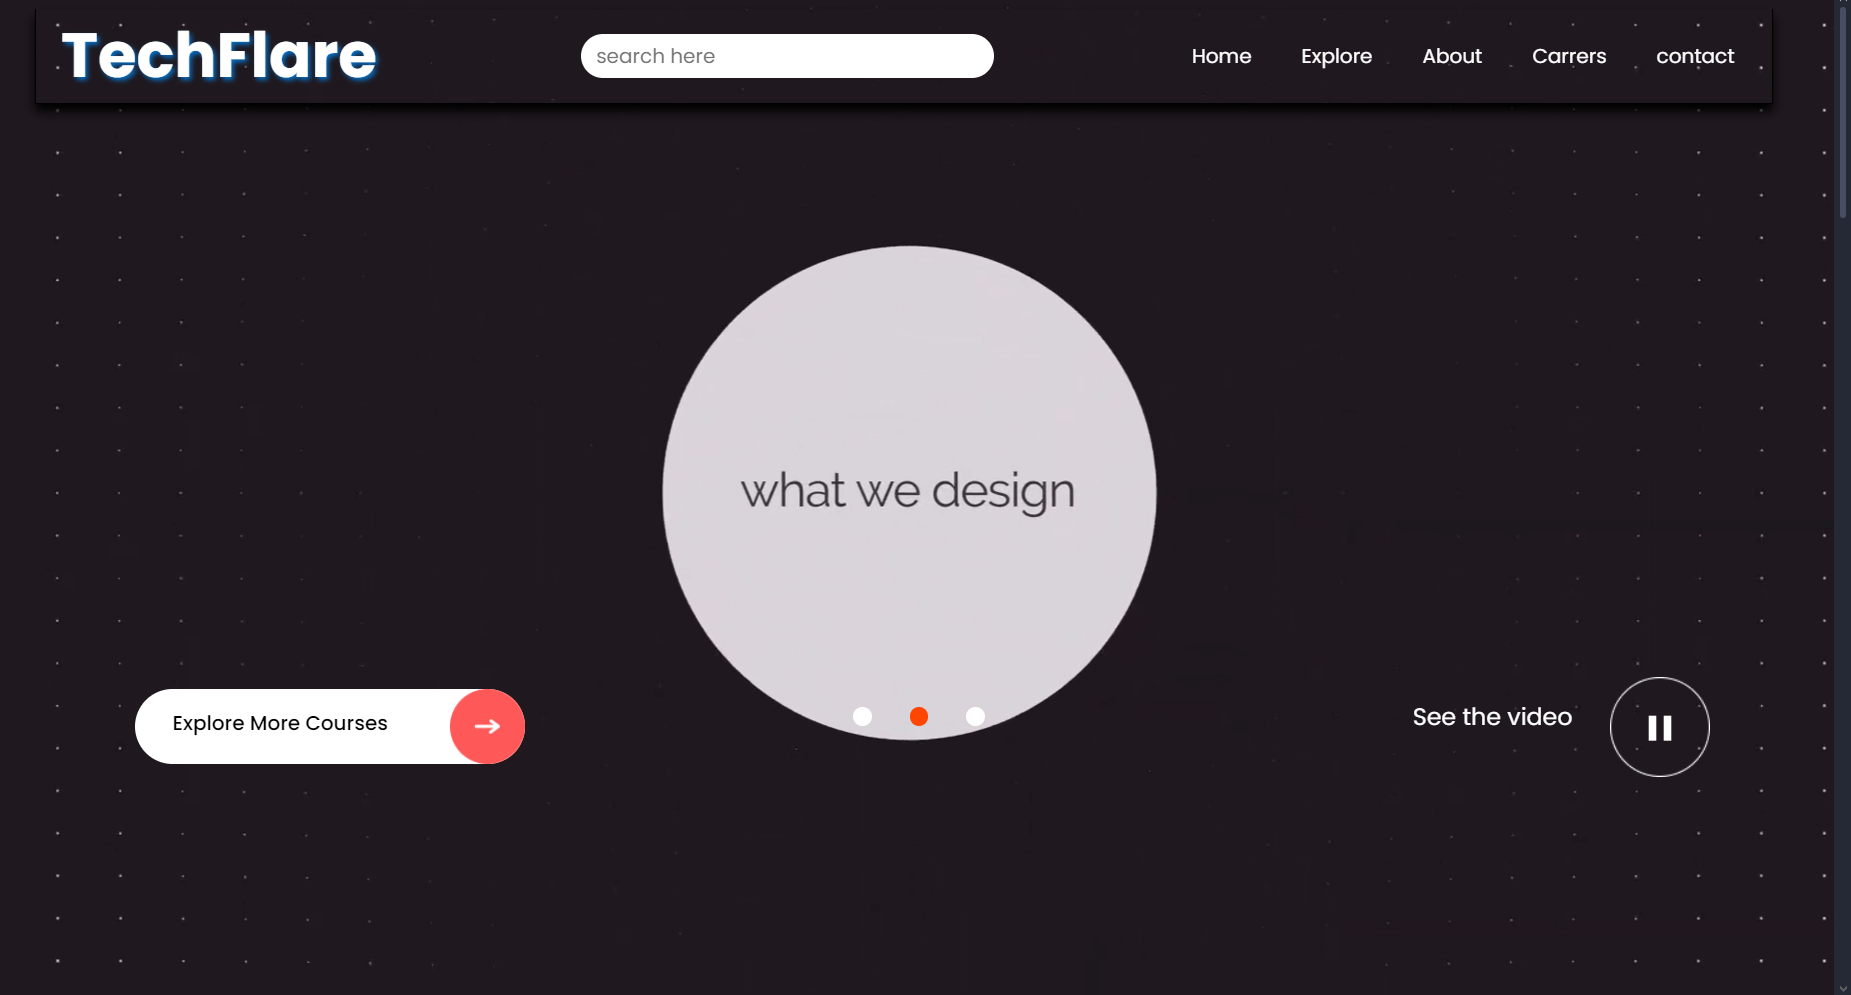 TechFlare
search here
Home
Explore
About
Carrers
contact
what we design
Explore More Courses
See the video